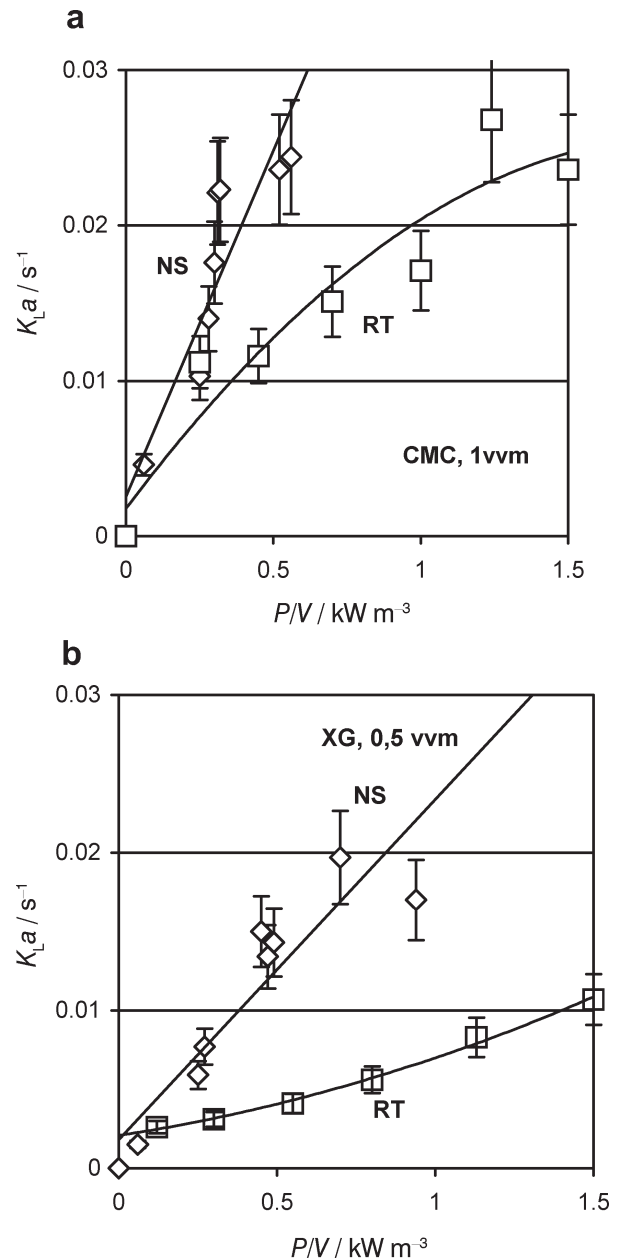 a
0.03
0.02
0.01
0
NS
RT
CMC, 1vvm
0 0.5 1 1.5
P/V / kW m⁻³
K_La / s⁻¹
b
0.03
0.02
0.01
0
XG, 0,5 vvm
NS
RT
0 0.5 1 1.5
P/V / kW m⁻³
K_La / s⁻¹